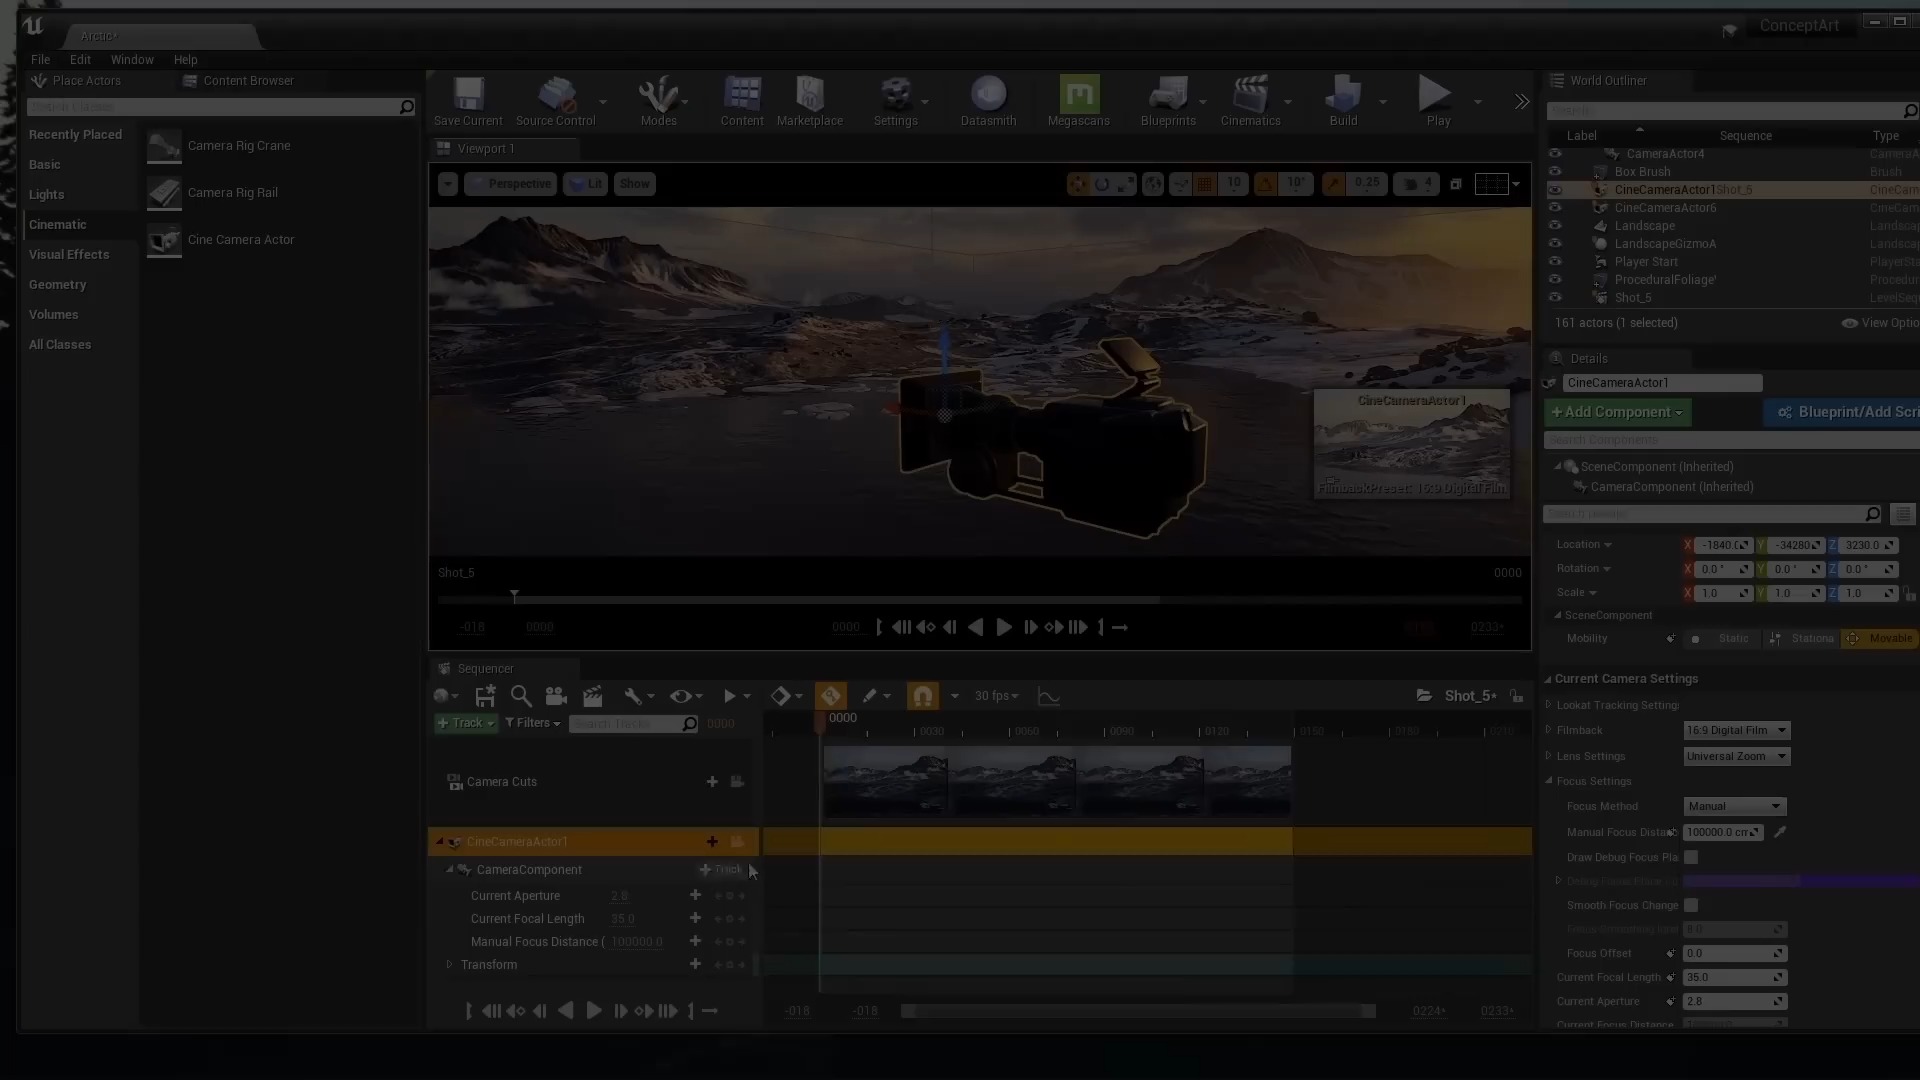 Arctic*
ConceptArt
File Edit Window Help
Place Actors
Content Browser
Search Classes
Recently Placed
Basic
Lights
Cinematic
Visual Effects
Geometry
Volumes
All Classes
Camera Rig Crane
Camera Rig Rail
Cine Camera Actor
Save Current
Source Control
Modes
Content
Marketplace
Settings
Datasmith
Megascans
Blueprints
Cinematics
Build
Play
Viewport 1
Perspective
Lit
Show
10
10°
0.25
4
CineCameraActor1
FilmbackPreset: 16:9 Digital Film
Shot_5
0000
-018
0000
0000
0233*
Sequencer
30 fps
Shot_5*
+ Track
Filters
Search Tracks
0000
0000
0030
0060
0090
0120
0150
0180
0210
Camera Cuts
CineCameraActor1
CameraComponent
+ Track
Current Aperture 2.8
Current Focal Length 35.0
Manual Focus Distance ( 100000.0
Transform
-018
-018
0224*
0233*
World Outliner
Label Sequence Type
CameraActor4 CameraA
Box Brush Brush
CineCameraActor1 Shot_5 CineCam
CineCameraActor6 CineCam
Landscape Landsca
LandscapeGizmoA Landsca
Player Start PlayerSta
ProceduralFoliage' Procedur
Shot_5 LevelSeq
161 actors (1 selected)
View Optio
Details
CineCameraActor1
+ Add Component
Blueprint/Add Scri
Search Components
SceneComponent (Inherited)
CameraComponent (Inherited)
Location X -1840.0 Y -34280 Z 3230.0
Rotation X 0.0 ° Y 0.0 ° Z 0.0 °
Scale X 1.0 Y 1.0 Z 1.0
SceneComponent
Mobility Static Stationa Movable
Current Camera Settings
Lookat Tracking Setting
Filmback 16:9 Digital Film
Lens Settings Universal Zoom
Focus Settings
Focus Method Manual
Manual Focus Distanc 100000.0 cm
Draw Debug Focus Pla
Smooth Focus Change
8.0
Focus Offset 0.0
Current Focal Length 35.0
Current Aperture 2.8
Current Focus Distance